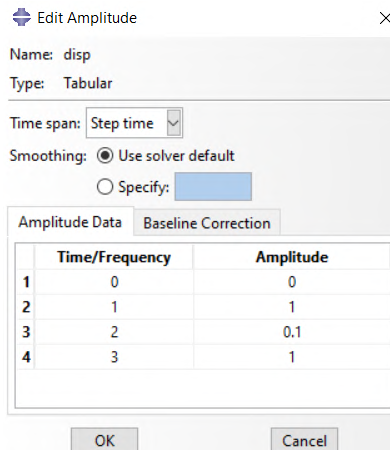 Edit Amplitude
Name: disp
Type: Tabular
Time span: Step time
Smoothing: Use solver default
Specify:
Amplitude Data Baseline Correction
Time/Frequency Amplitude
1 0 0
2 1 1
3 2 0.1
4 3 1
OK Cancel